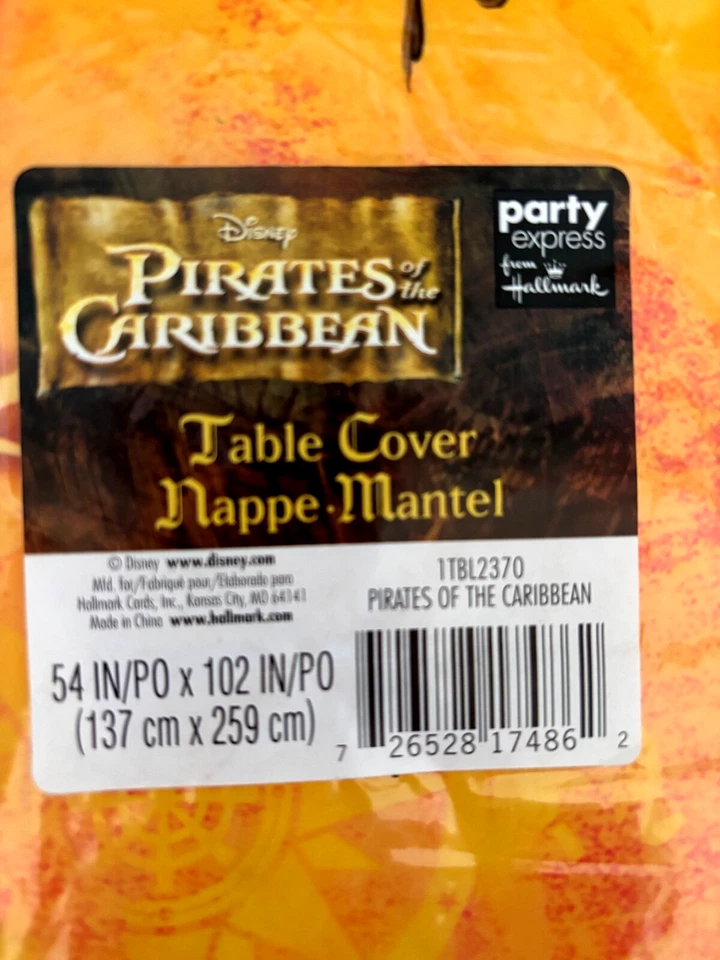 Disney
PIRATES of the
CARIBBEAN
party
express
from
Hallmark
Table Cover
Nappe·Mantel
© Disney www.disney.com
Mfd. for/Fabriqué pour/Elaborado para
Hallmark Cards, Inc., Kansas City, MO 64141
Made in China www.hallmark.com
54 IN/PO x 102 IN/PO
(137 cm x 259 cm)
1TBL2370
PIRATES OF THE CARIBBEAN
7 26528 17486 2